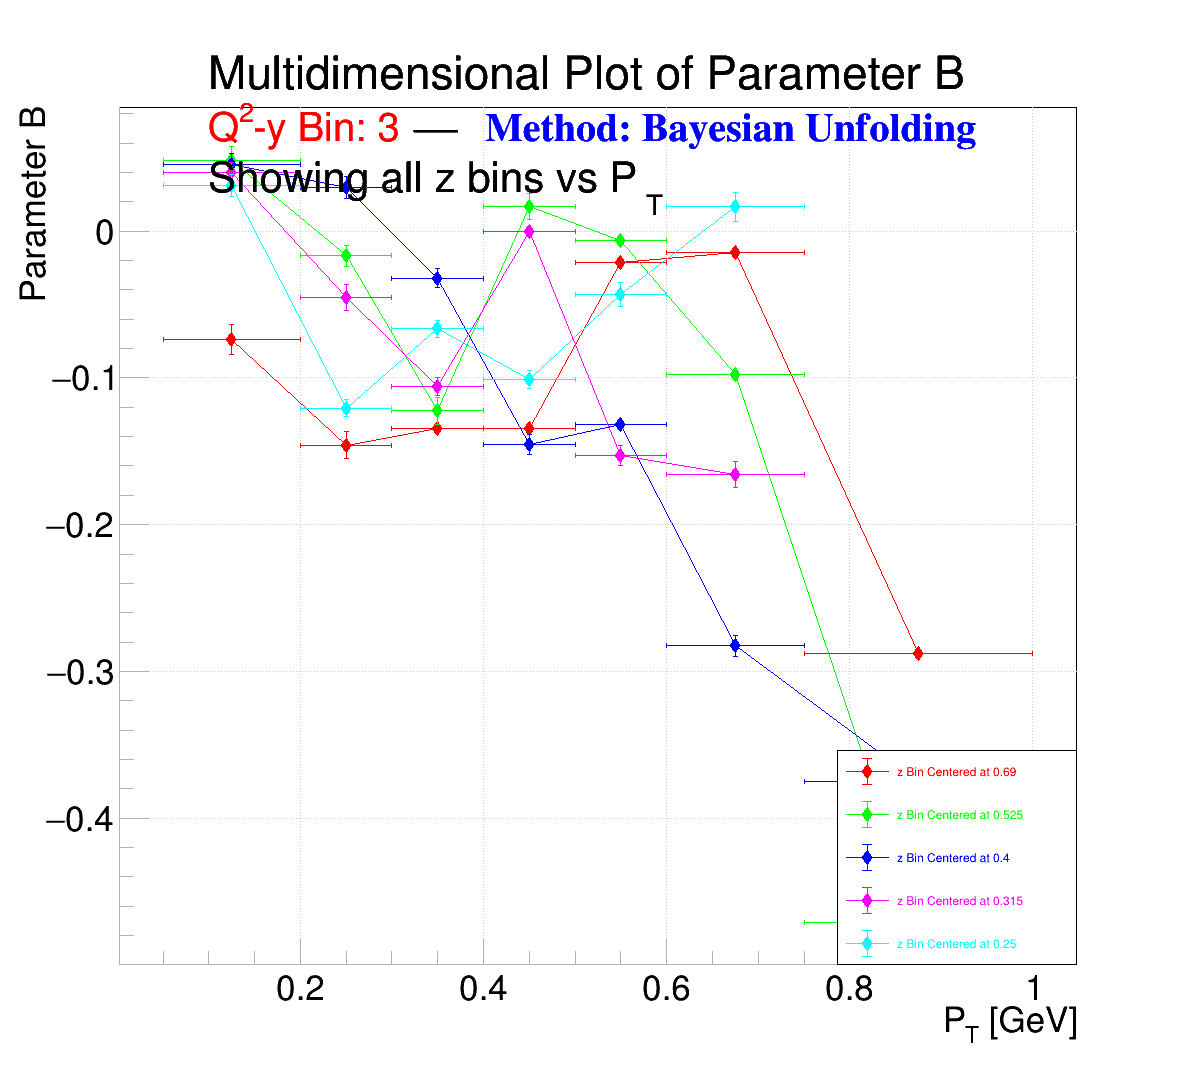 Multidimensional Plot of Parameter B
Q2-y Bin: 3 — Method: Bayesian Unfolding
Showing all z bins vs PT
Parameter B
0
−0.1
−0.2
−0.3
−0.4
z Bin Centered at 0.69
z Bin Centered at 0.525
z Bin Centered at 0.4
z Bin Centered at 0.315
z Bin Centered at 0.25
0.2 0.4 0.6 0.8 1
PT [GeV]